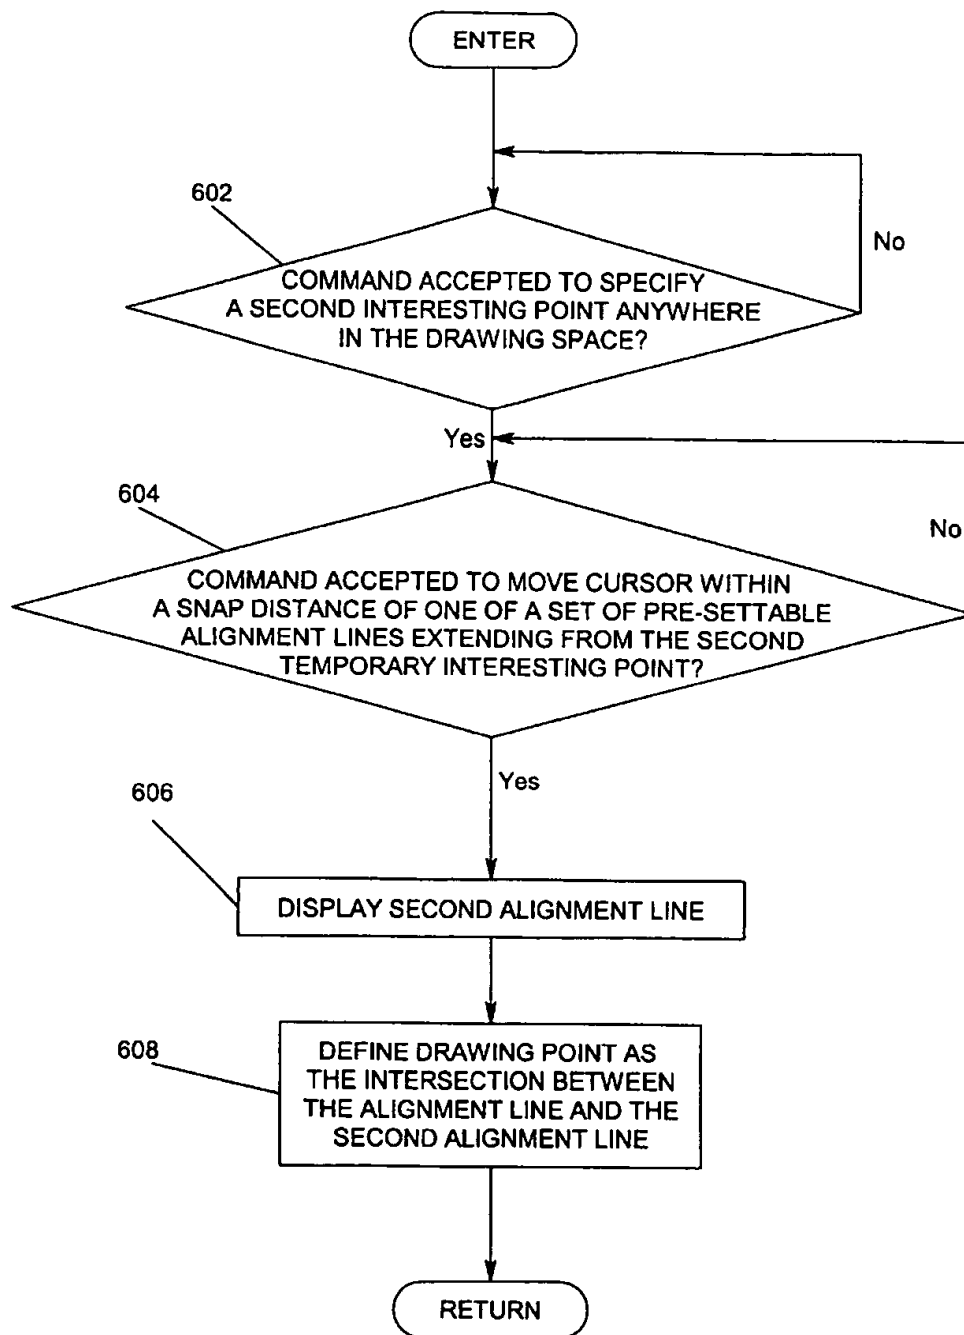 ENTER
602
No
COMMAND ACCEPTED TO SPECIFY
A SECOND INTERESTING POINT ANYWHERE
IN THE DRAWING SPACE?
Yes
604
No
COMMAND ACCEPTED TO MOVE CURSOR WITHIN
A SNAP DISTANCE OF ONE OF A SET OF PRE-SETTABLE
ALIGNMENT LINES EXTENDING FROM THE SECOND
TEMPORARY INTERESTING POINT?
Yes
606
DISPLAY SECOND ALIGNMENT LINE
608
DEFINE DRAWING POINT AS
THE INTERSECTION BETWEEN
THE ALIGNMENT LINE AND THE
SECOND ALIGNMENT LINE
RETURN